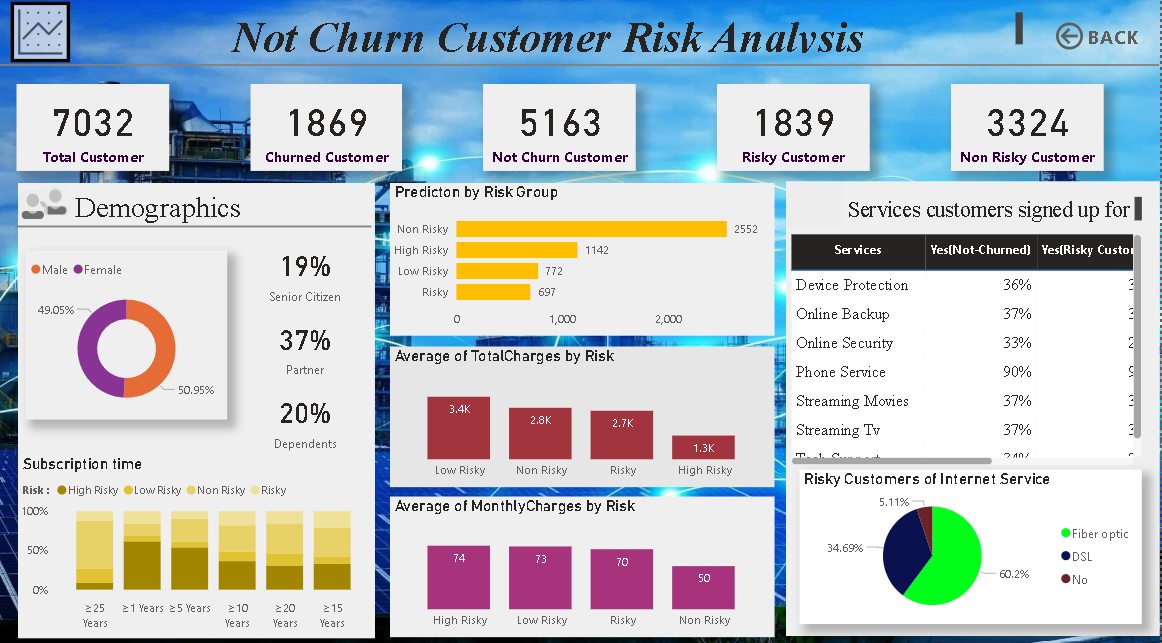 Not Churn Customer Risk Analysis
BACK
7032
Total Customer
1869
Churned Customer
5163
Not Churn Customer
1839
Risky Customer
3324
Non Risky Customer
Demographics
Male Female
49.05%
50.95%
19%
Senior Citizen
37%
Partner
20%
Dependents
Subscription time
Risk : High Risky Low Risky Non Risky Risky
100%
50%
0%
≥ 25 Years
≥ 1 Years
≥ 5 Years
≥ 10 Years
≥ 20 Years
≥ 15 Years
Predicton by Risk Group
Non Risky 2552
High Risky 1142
Low Risky 772
Risky 697
0 1,000 2,000
Average of TotalCharges by Risk
3.4K 2.8K 2.7K 1.3K
Low Risky Non Risky Risky High Risky
Average of MonthlyCharges by Risk
74 73 70 50
High Risky Low Risky Risky Non Risky
Services customers signed up for
Services Yes(Not-Churned) Yes(Risky Custor
Device Protection 36% 3
Online Backup 37% 3
Online Security 33% 2
Phone Service 90% 9
Streaming Movies 37% 3
Streaming Tv 37% 3
Tech Support 34%
Risky Customers of Internet Service
5.11%
34.69%
60.2%
Fiber optic
DSL
No